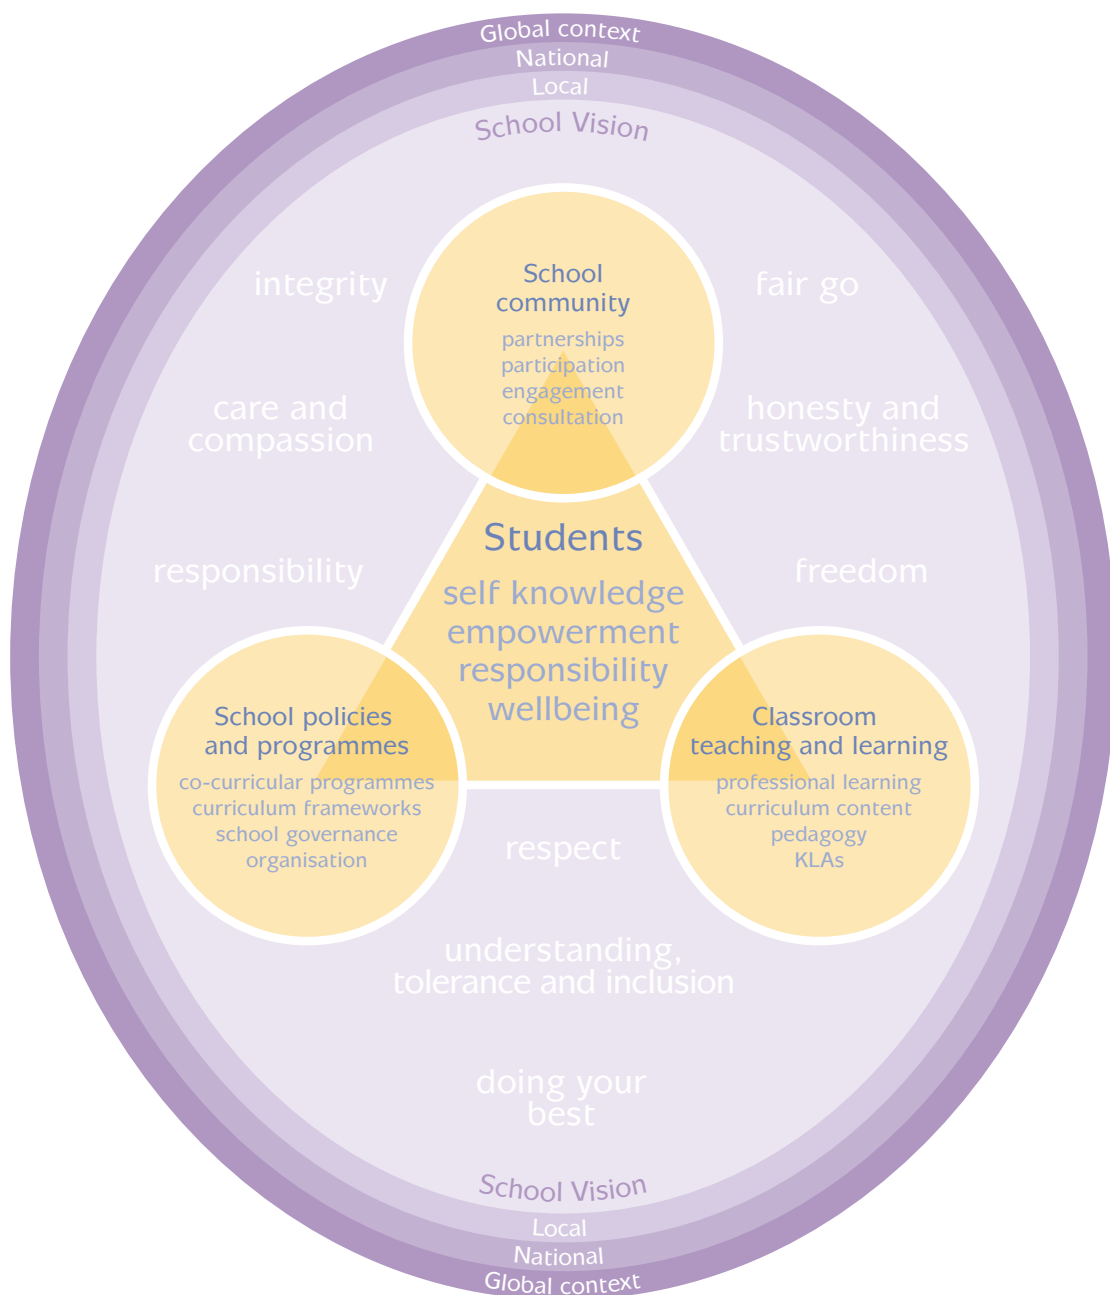 Global context
National
Local
School Vision
integrity
fair go
School
community
partnerships
participation
engagement
consultation
care and
compassion
honesty and
trustworthiness
responsibility
freedom
Students
self knowledge
empowerment
responsibility
wellbeing
School policies
and programmes
co-curricular programmes
curriculum frameworks
school governance
organisation
Classroom
teaching and learning
professional learning
curriculum content
pedagogy
KLAs
respect
understanding,
tolerance and inclusion
doing your
best
School Vision
Local
National
Global context